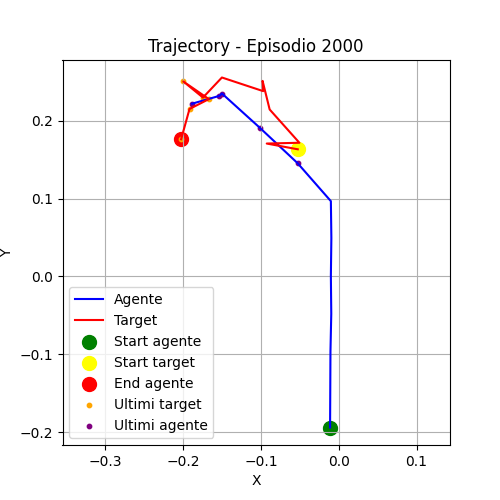 Trajectory - Episodio 2000
0.2
0.1
0.0
−0.1
−0.2
Y
Agente
Target
Start agente
Start target
End agente
Ultimi target
Ultimi agente
−0.3
−0.2
−0.1
0.0
0.1
X